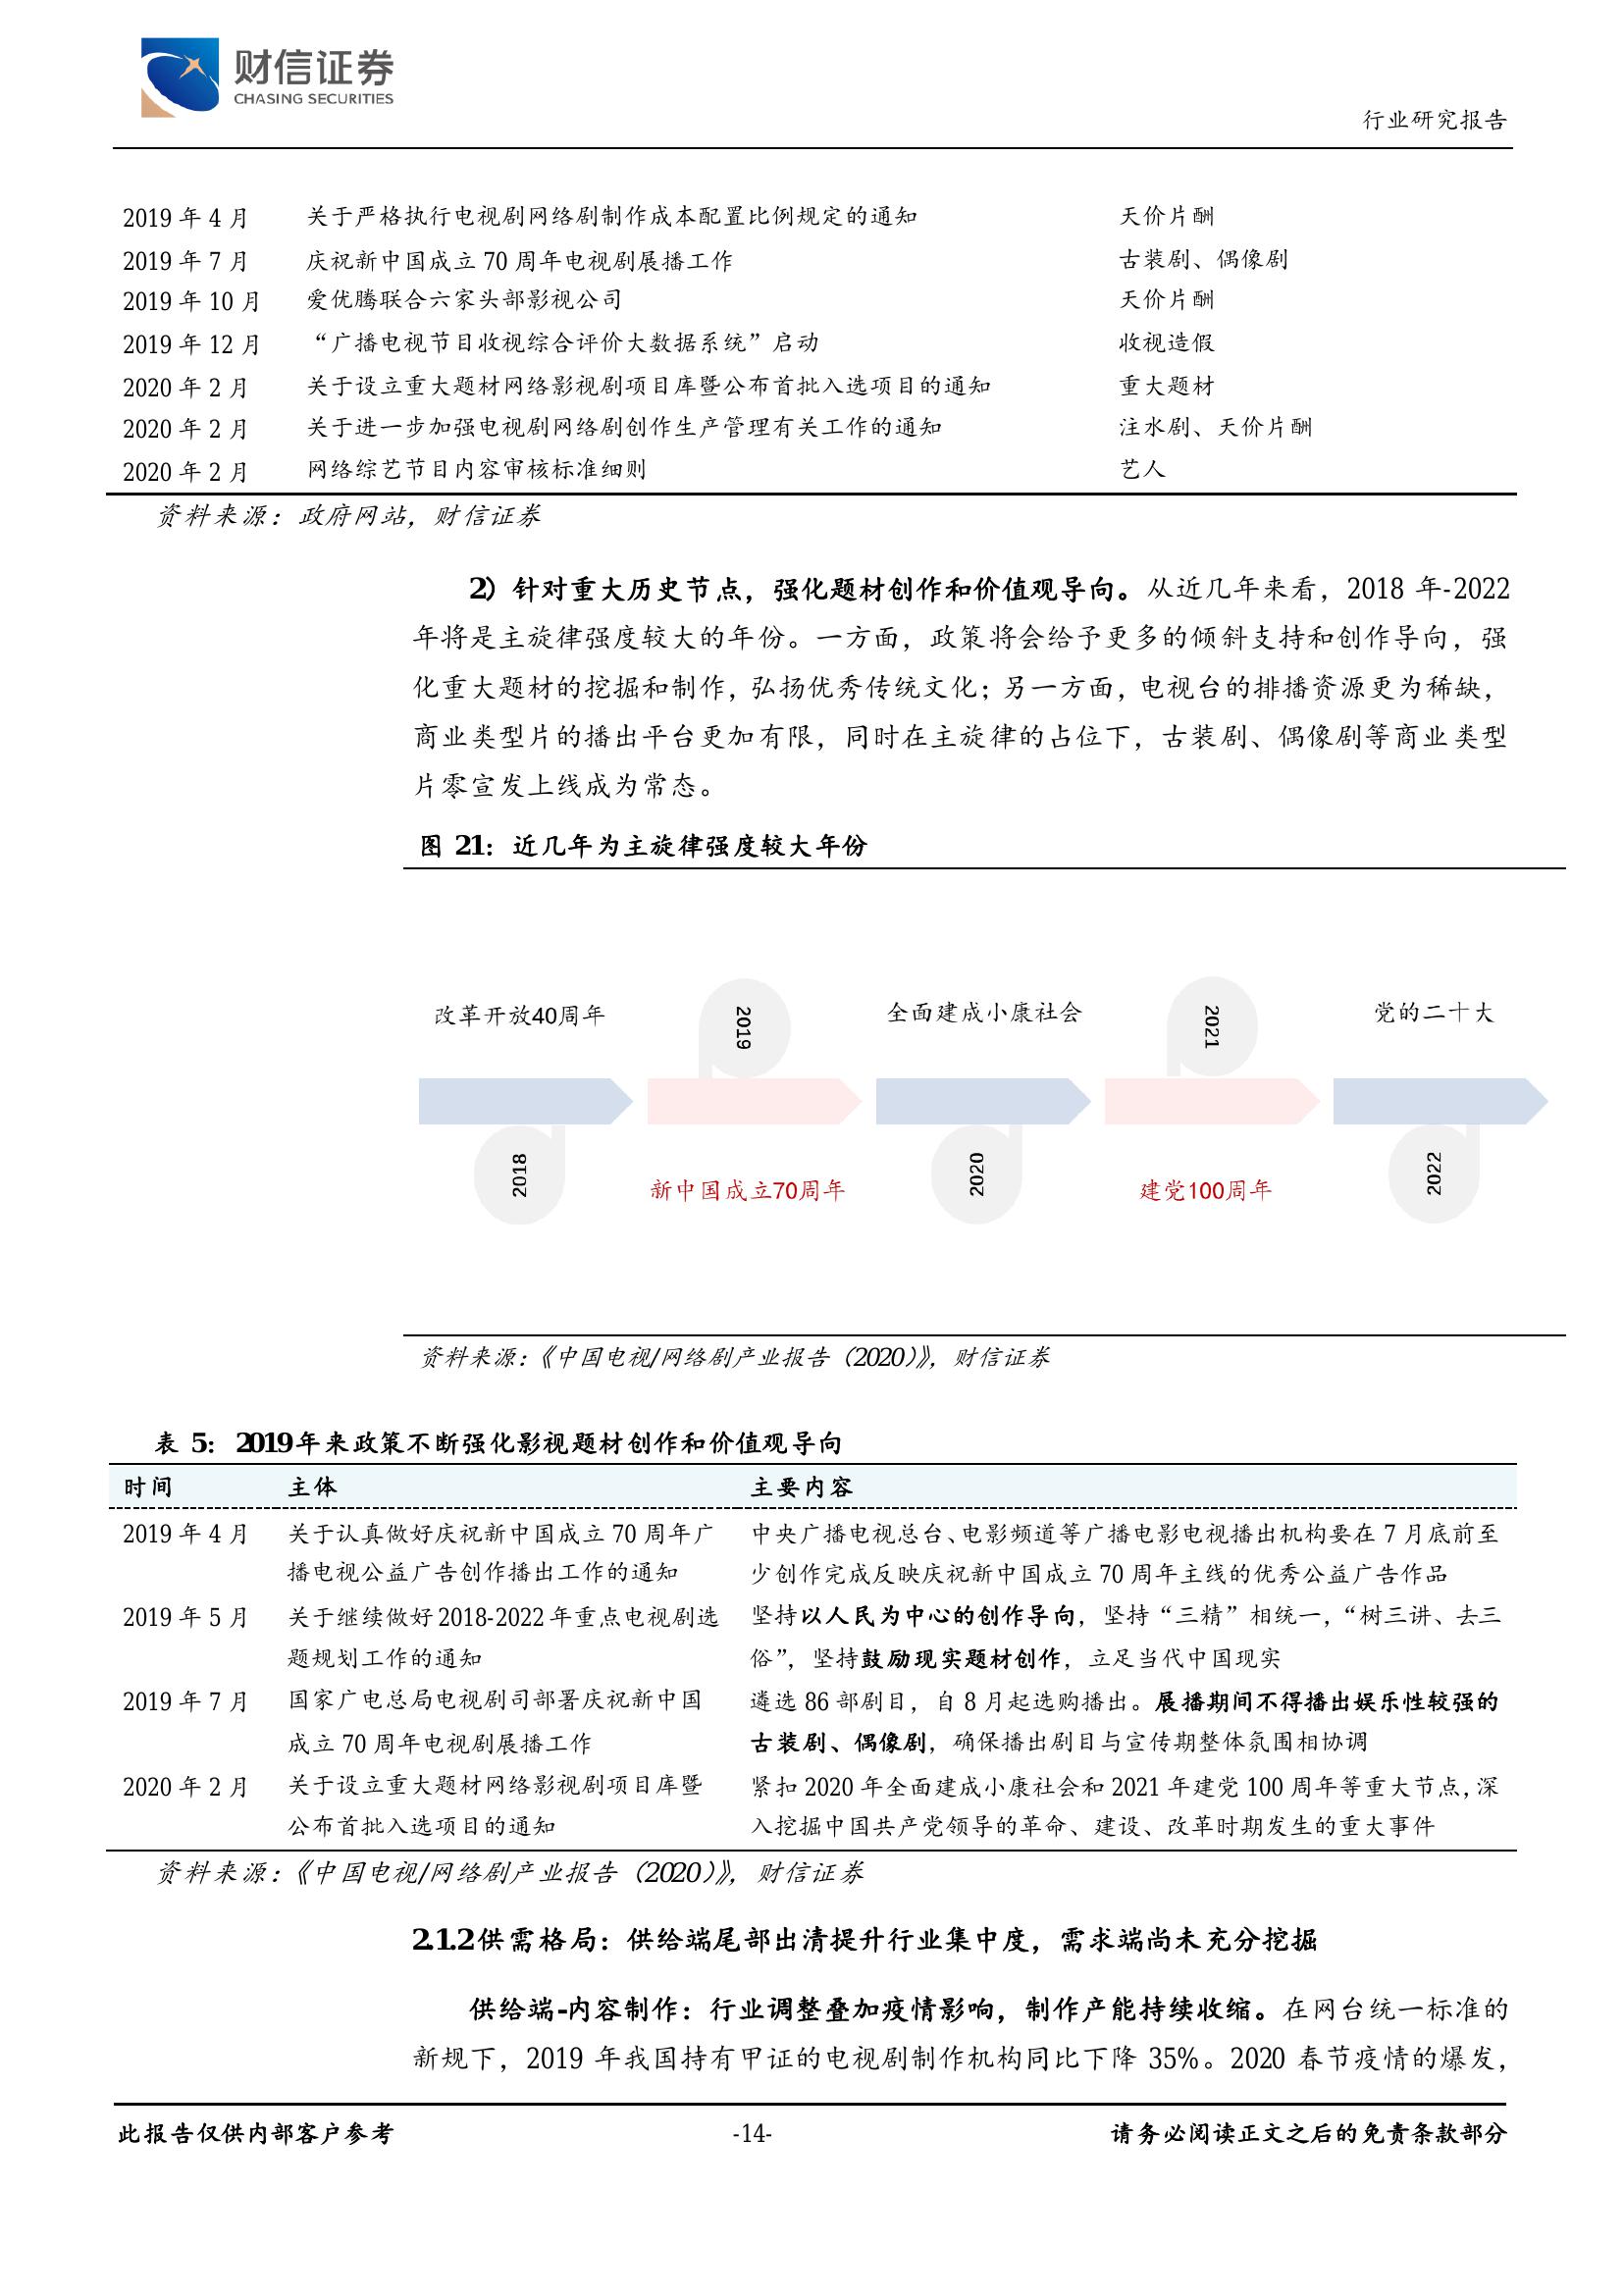 财信证券
CHASING SECURITIES
行业研究报告
2019 年 4 月 关于严格执行电视剧网络剧制作成本配置比例规定的通知 天价片酬
2019 年 7 月 庆祝新中国成立 70 周年电视剧展播工作 古装剧、偶像剧
2019 年 10 月 爱优腾联合六家头部影视公司 天价片酬
2019 年 12 月 “广播电视节目收视综合评价大数据系统”启动 收视造假
2020 年 2 月 关于设立重大题材网络影视剧项目库暨公布首批入选项目的通知 重大题材
2020 年 2 月 关于进一步加强电视剧网络剧创作生产管理有关工作的通知 注水剧、天价片酬
2020 年 2 月 网络综艺节目内容审核标准细则 艺人
资料来源：政府网站，财信证券
2）针对重大历史节点，强化题材创作和价值观导向。从近几年来看，2018 年-2022
年将是主旋律强度较大的年份。一方面，政策将会给予更多的倾斜支持和创作导向，强
化重大题材的挖掘和制作，弘扬优秀传统文化；另一方面，电视台的排播资源更为稀缺，
商业类型片的播出平台更加有限，同时在主旋律的占位下，古装剧、偶像剧等商业类型
片零宣发上线成为常态。
图 21：近几年为主旋律强度较大年份
改革开放40周年
2019
全面建成小康社会
2021
党的二十大
2018
新中国成立70周年
2020
建党100周年
2022
资料来源：《中国电视/网络剧产业报告（2020）》，财信证券
表 5：2019年来政策不断强化影视题材创作和价值观导向
时间 主体 主要内容
2019 年 4 月 关于认真做好庆祝新中国成立 70 周年广 中央广播电视总台、电影频道等广播电影电视播出机构要在 7 月底前至
播电视公益广告创作播出工作的通知 少创作完成反映庆祝新中国成立 70 周年主线的优秀公益广告作品
2019 年 5 月 关于继续做好 2018-2022 年重点电视剧选 坚持以人民为中心的创作导向，坚持“三精”相统一，“树三讲、去三
题规划工作的通知 俗”，坚持鼓励现实题材创作，立足当代中国现实
2019 年 7 月 国家广电总局电视剧司部署庆祝新中国 遴选 86 部剧目，自 8 月起选购播出。展播期间不得播出娱乐性较强的
成立 70 周年电视剧展播工作 古装剧、偶像剧，确保播出剧目与宣传期整体氛围相协调
2020 年 2 月 关于设立重大题材网络影视剧项目库暨 紧扣 2020 年全面建成小康社会和 2021 年建党 100 周年等重大节点，深
公布首批入选项目的通知 入挖掘中国共产党领导的革命、建设、改革时期发生的重大事件
资料来源：《中国电视/网络剧产业报告（2020）》，财信证券
2.1.2 供需格局：供给端尾部出清提升行业集中度，需求端尚未充分挖掘
供给端-内容制作：行业调整叠加疫情影响，制作产能持续收缩。在网台统一标准的
新规下，2019 年我国持有甲证的电视剧制作机构同比下降 35%。2020 春节疫情的爆发，
此报告仅供内部客户参考 -14- 请务必阅读正文之后的免责条款部分